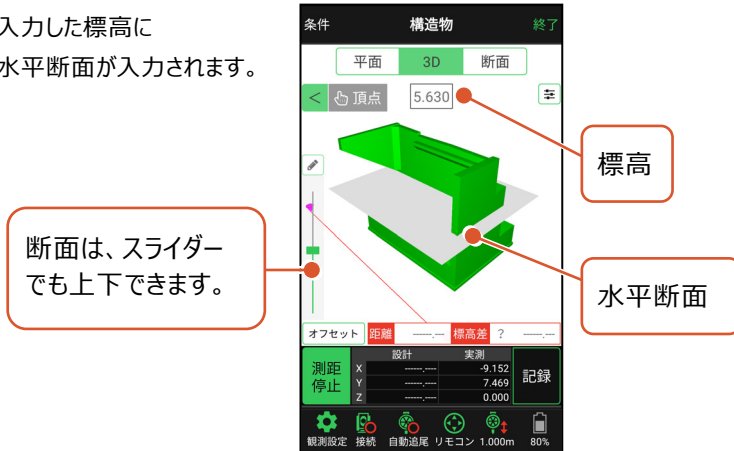 入力した標高に
水平断面が入力されます。
条件 構造物 終了
平面 3D 断面
< 頂点 5.630
標高
断面は、スライダー
でも上下できます。
水平断面
オフセット 距離 ------.--- 標高差 ? ------.---
測距
停止
設計 実測
X ------.---- -9.152
Y ------.---- 7.469
Z ------.---- 0.000
記録
観測設定 接続 自動追尾 リモコン 1.000m 80%